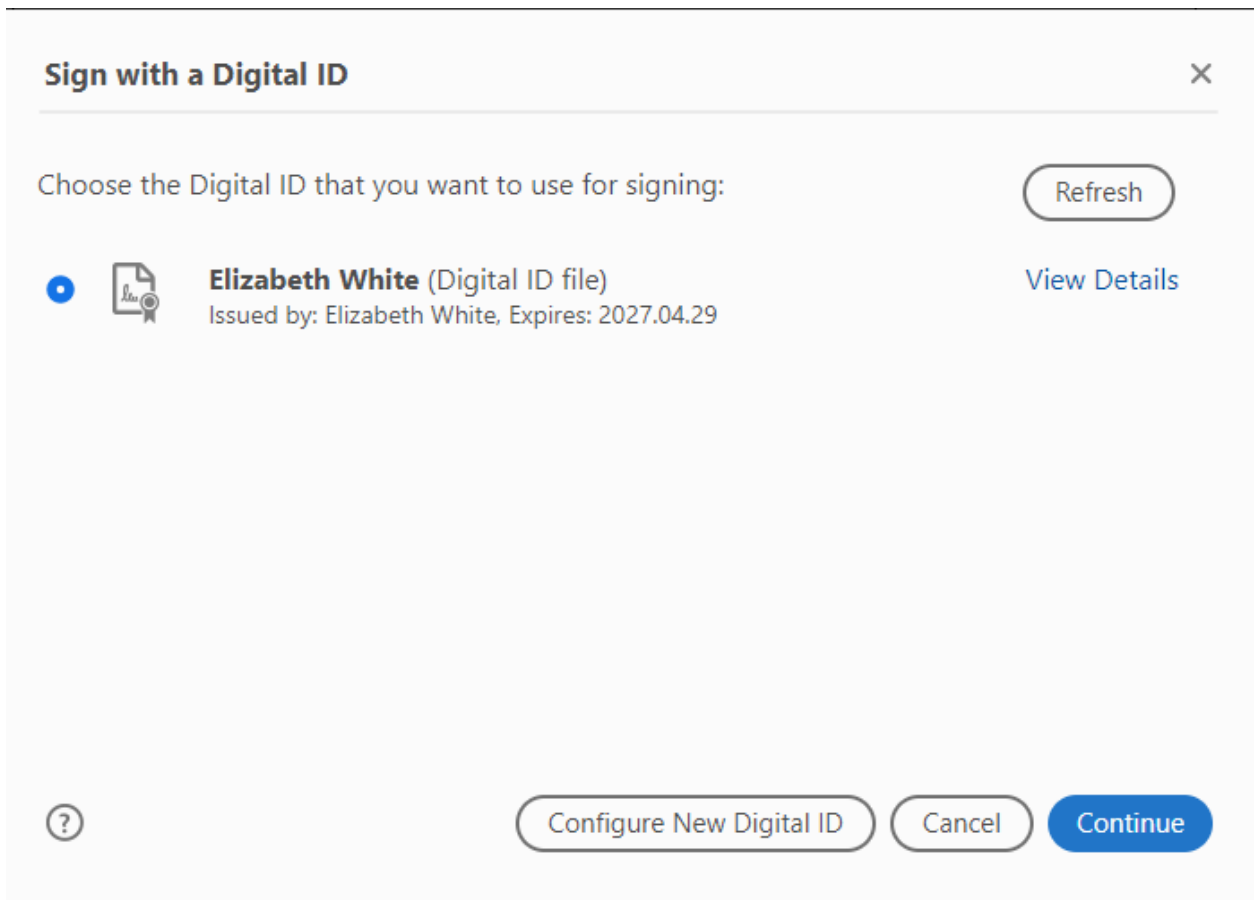 Sign with a Digital ID
Choose the Digital ID that you want to use for signing:
Refresh
Elizabeth White (Digital ID file)
View Details
Issued by: Elizabeth White, Expires: 2027.04.29
?
Configure New Digital ID
Cancel
Continue